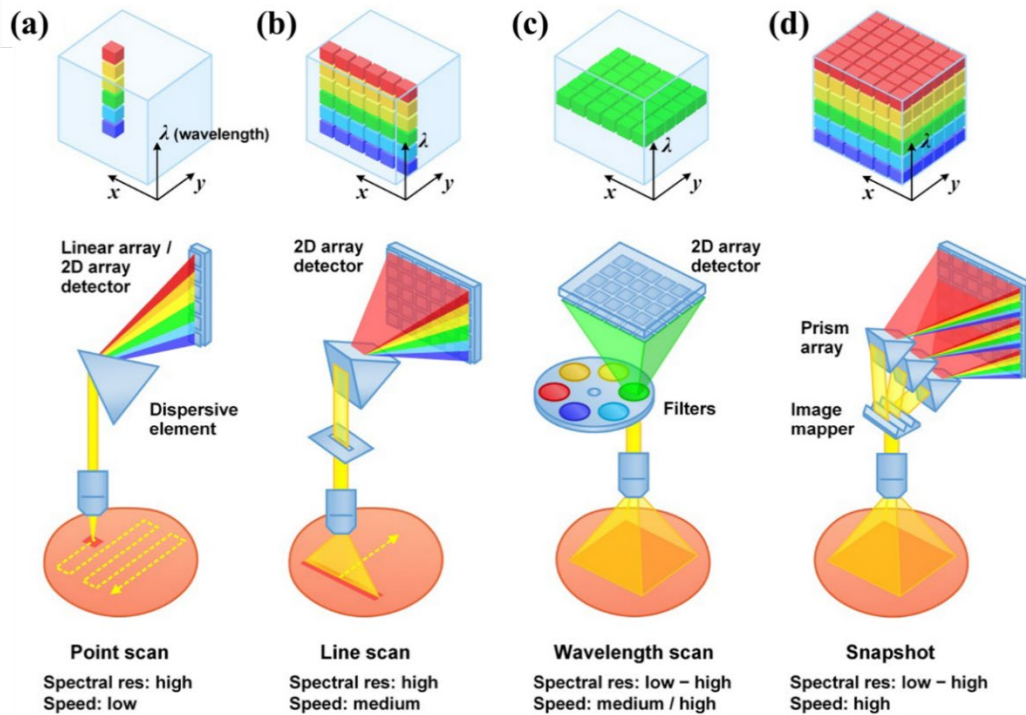 (a)
(b)
(c)
(d)
λ (wavelength)
x
y
λ
x
y
λ
x
y
λ
x
y
Linear array /
2D array
detector
Dispersive
element
2D array
detector
2D array
detector
Filters
Prism
array
Image
mapper
Point scan
Spectral res: high
Speed: low
Line scan
Spectral res: high
Speed: medium
Wavelength scan
Spectral res: low – high
Speed: medium / high
Snapshot
Spectral res: low – high
Speed: high